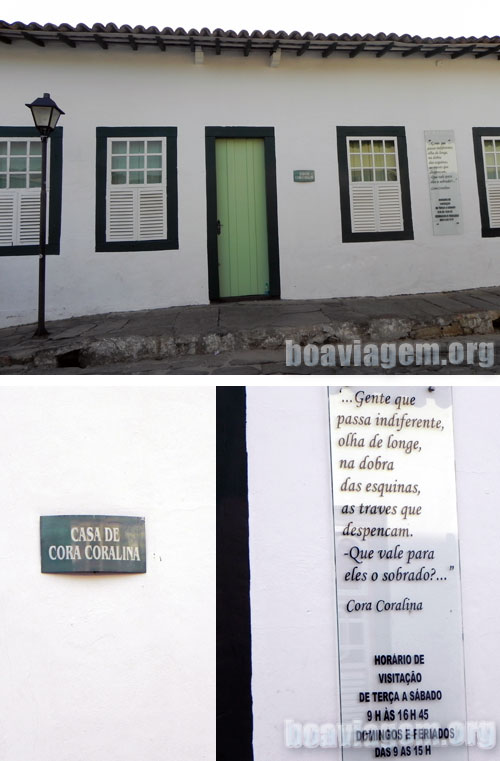 boaviagem.org
CASA DE
CORA CORALINA
"...Gente que
passa indiferente,
olha de longe,
na dobra
das esquinas,
as traves que
despencam.
-Que vale para
eles o sobrado?..."
Cora Coralina
HORÁRIO DE
VISITAÇÃO
DE TERÇA A SÁBADO
9 H ÀS 16 H 45
DOMINGOS E FERIADOS
DAS 9 ÀS 15 H
boaviagem.org